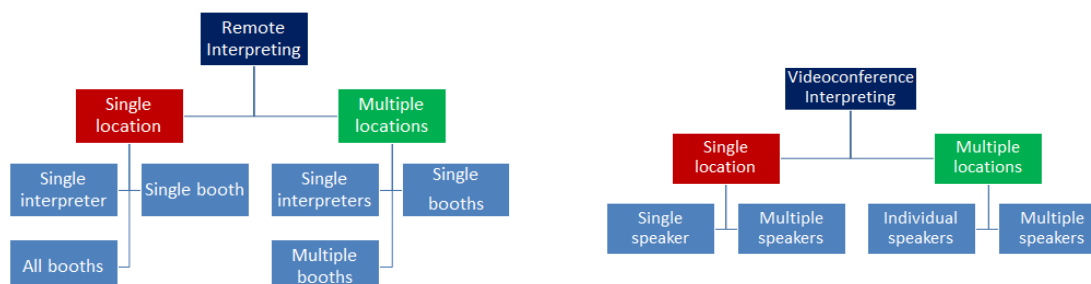 Remote
Interpreting
Single
location
Multiple
locations
Single
interpreter
Single booth
Single
interpreters
Single
booths
All booths
Multiple
booths
Videoconference
Interpreting
Single
location
Multiple
locations
Single
speaker
Multiple
speakers
Individual
speakers
Multiple
speakers